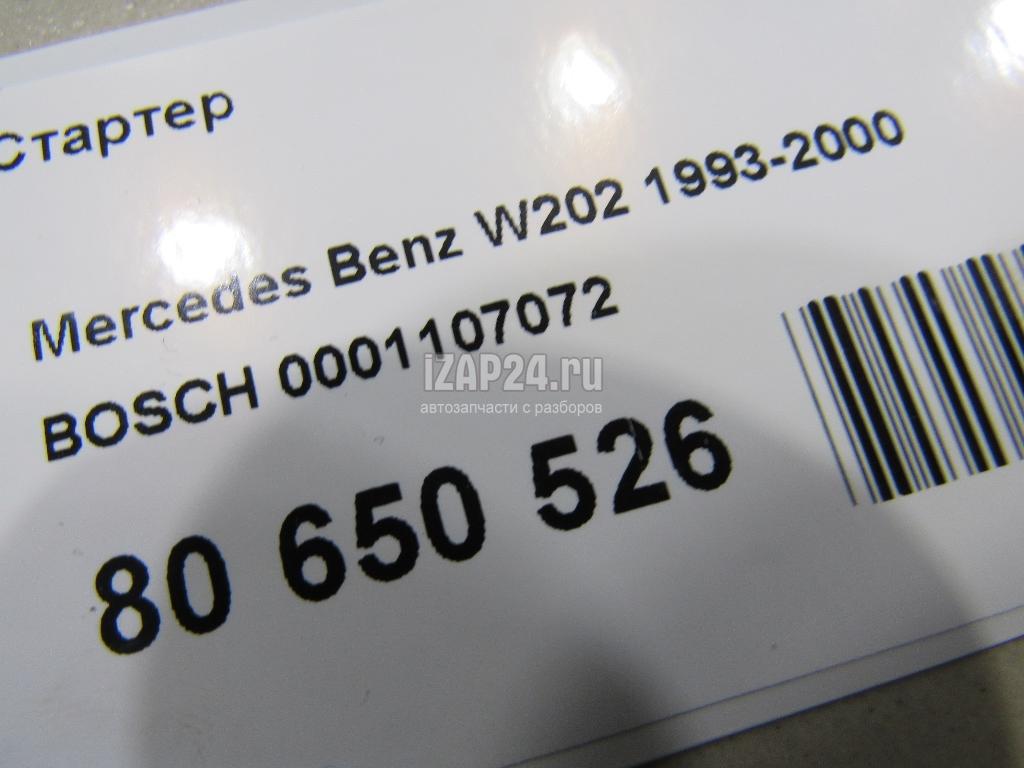 Стартер
Mercedes Benz W202 1993-2000
BOSCH 0001107072
iZAP24.ru
автозапчасти с разборов
80 650 526